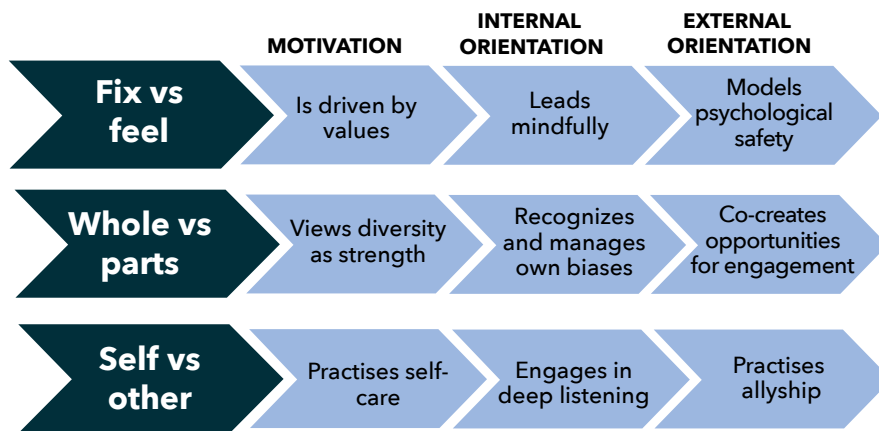 MOTIVATION
INTERNAL
ORIENTATION
EXTERNAL
ORIENTATION
Fix vs
feel
Is driven by
values
Leads
mindfully
Models
psychological
safety
Whole vs
parts
Views diversity
as strength
Recognizes
and manages
own biases
Co-creates
opportunities
for engagement
Self vs
other
Practises self-
care
Engages in
deep listening
Practises
allyship